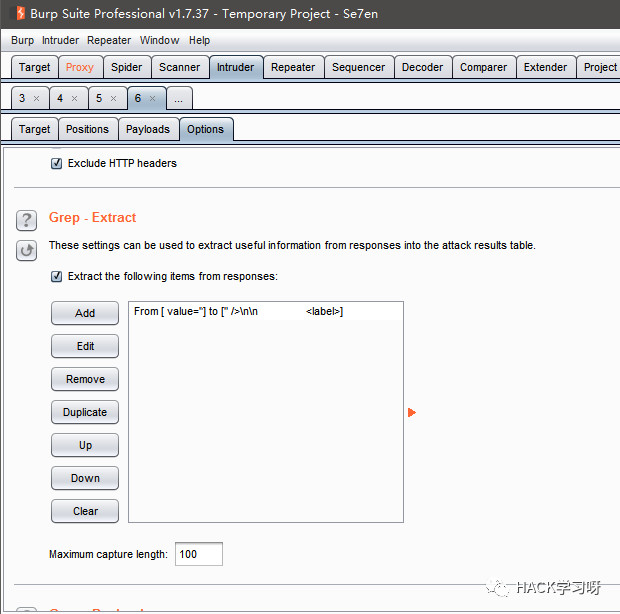 Burp Suite Professional v1.7.37 - Temporary Project - Se7en
Burp Intruder Repeater Window Help
Target Proxy Spider Scanner Intruder Repeater Sequencer Decoder Comparer Extender Project
3 × 4 × 5 × 6 × ...
Target Positions Payloads Options
Exclude HTTP headers
? Grep - Extract
These settings can be used to extract useful information from responses into the attack results table.
Extract the following items from responses:
Add
From [ value="] to [" />\n\n <label>]
Edit
Remove
Duplicate
Up
Down
Clear
Maximum capture length: 100
HACK学习呀